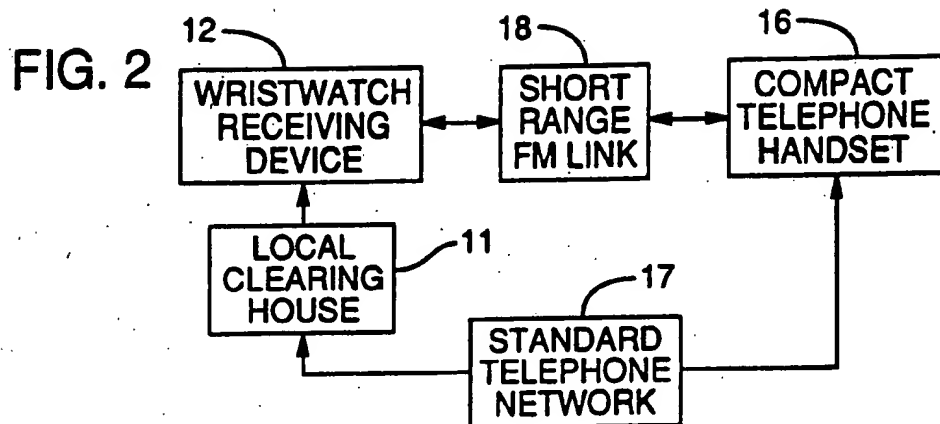 FIG. 2
12
WRISTWATCH
RECEIVING
DEVICE
18
SHORT
RANGE
FM LINK
16
COMPACT
TELEPHONE
HANDSET
LOCAL
CLEARING
HOUSE
11
17
STANDARD
TELEPHONE
NETWORK